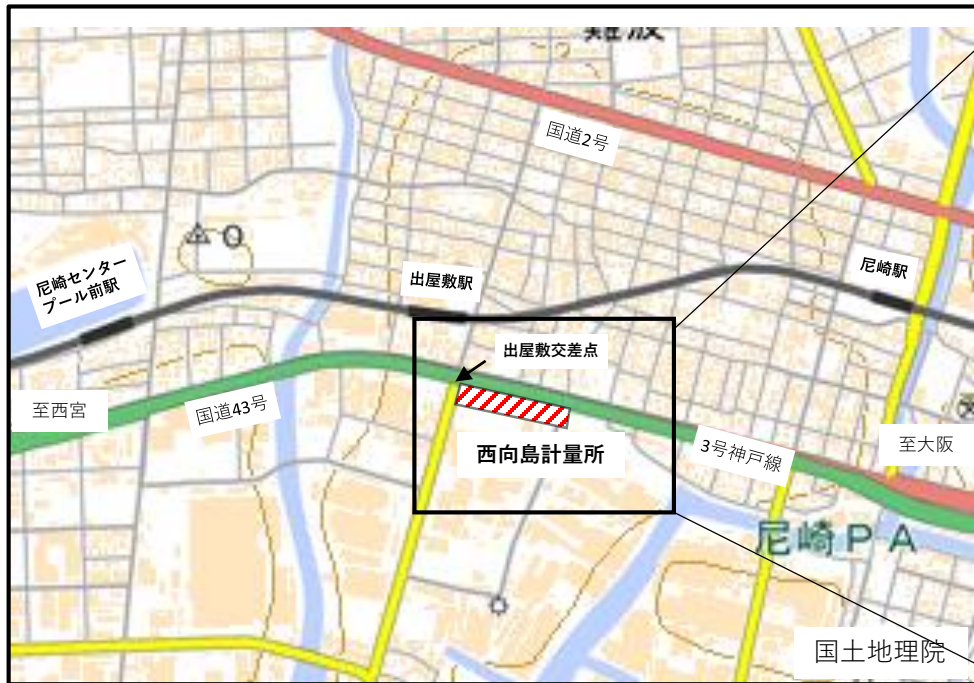 難波
国道2号
尼崎センター
プール前駅
出屋敷駅
尼崎駅
出屋敷交差点
至西宮
国道43号
西向島計量所
3号神戸線
至大阪
尼崎PA
国土地理院